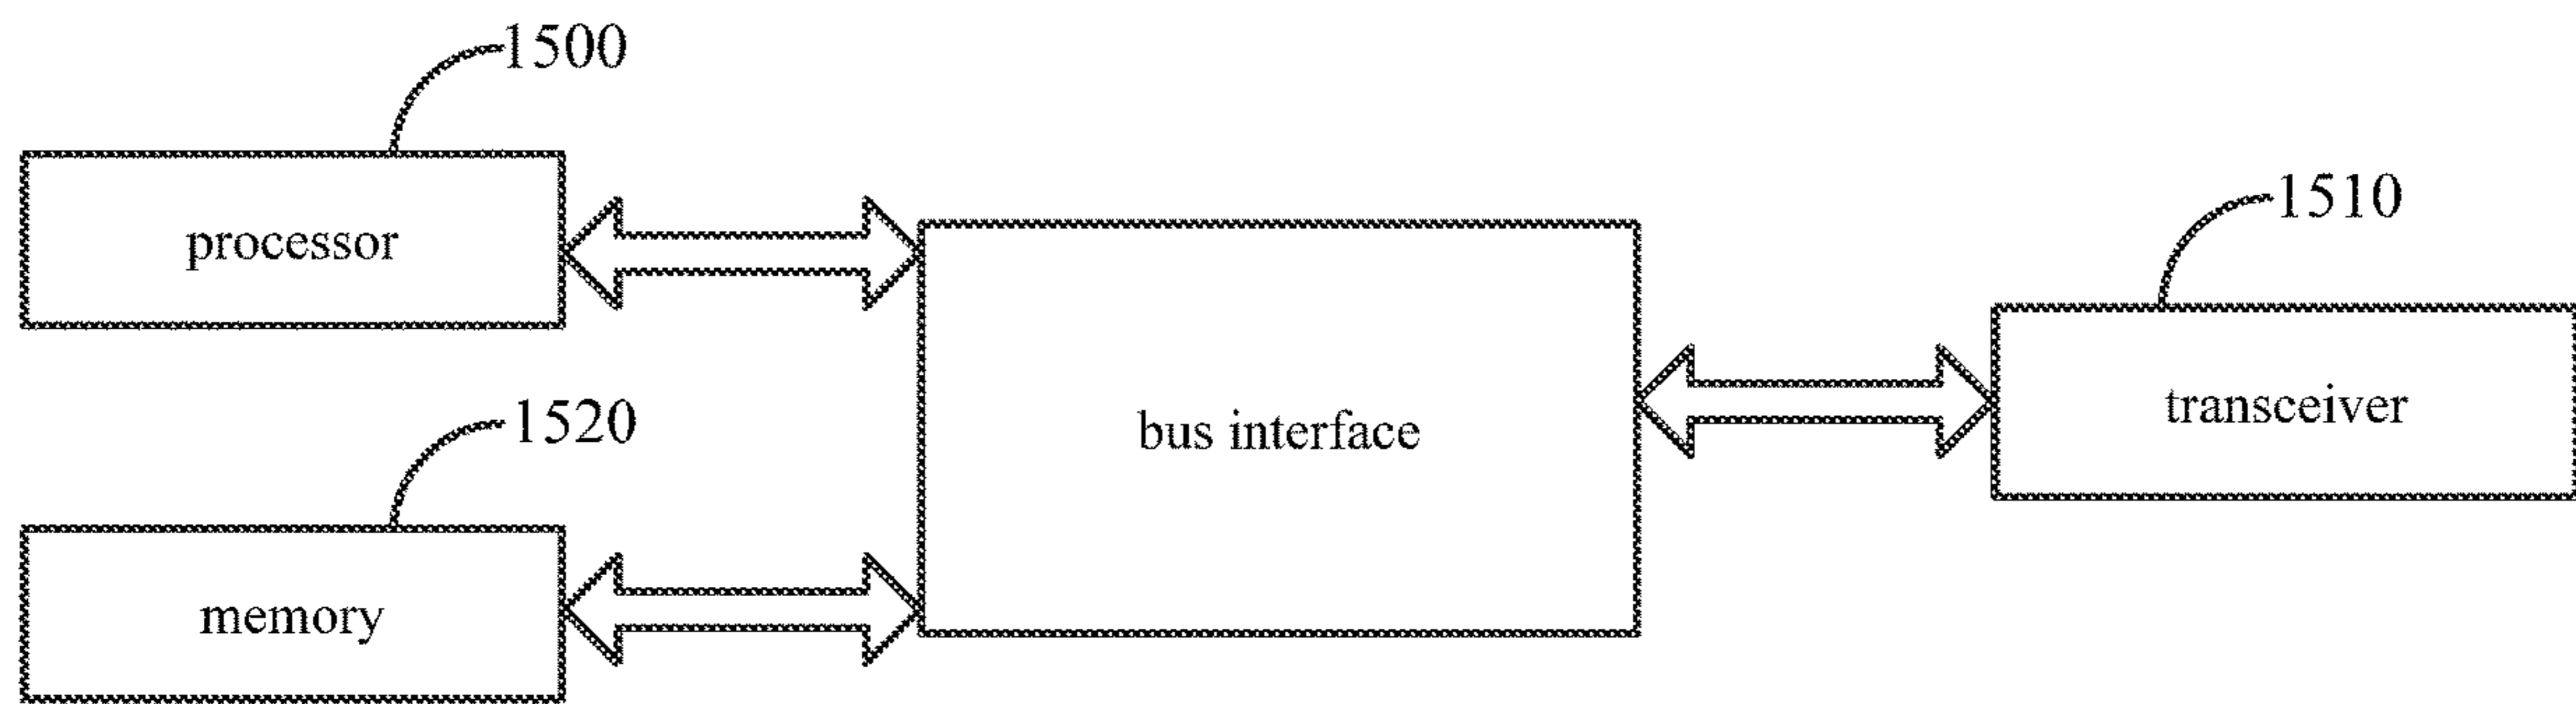 1500
processor
1510
transceiver
bus interface
1520
memory